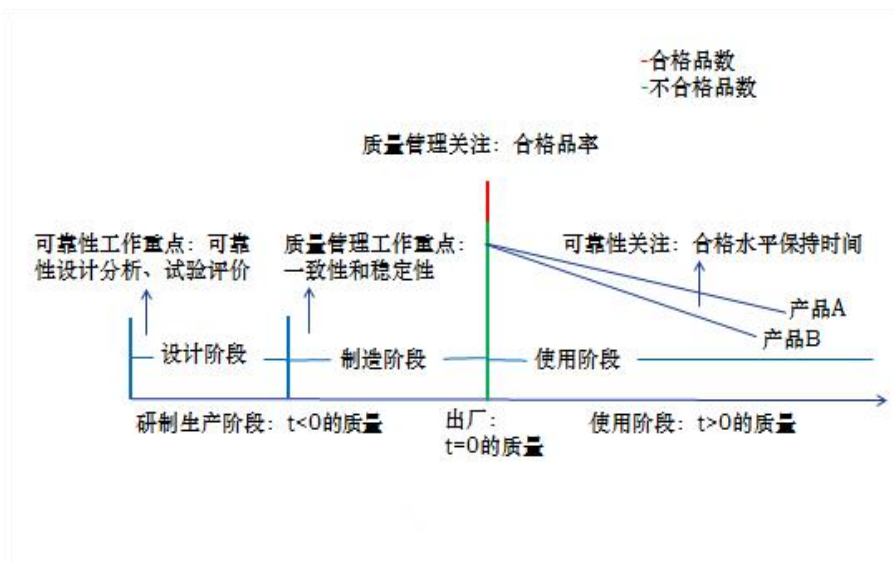 -合格品数
-不合格品数
质量管理关注：合格品率
可靠性工作重点：可靠
性设计分析、试验评价
质量管理工作重点：
一致性和稳定性
可靠性关注：合格水平保持时间
产品A
产品B
设计阶段
制造阶段
使用阶段
研制生产阶段：t<0的质量
出厂：
t=0的质量
使用阶段：t>0的质量